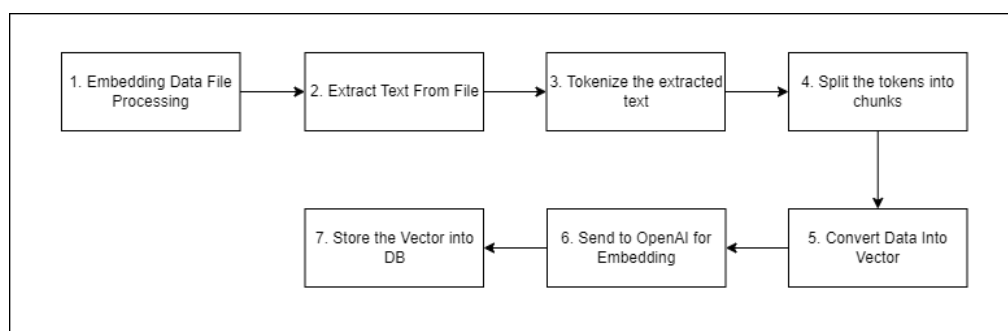 1. Embedding Data File
Processing
2. Extract Text From File
3. Tokenize the extracted
text
4. Split the tokens into
chunks
5. Convert Data Into
Vector
6. Send to OpenAI for
Embedding
7. Store the Vector into
DB